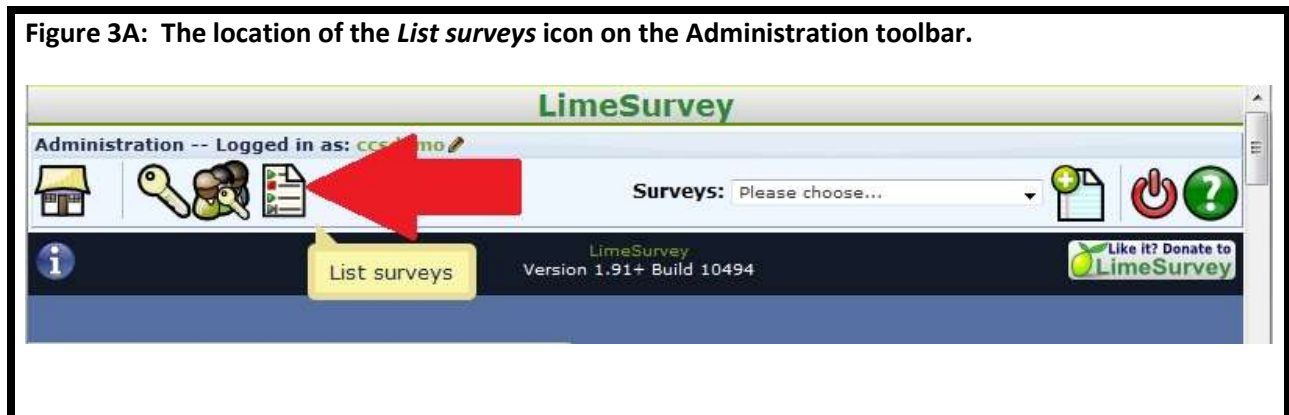 Figure 3A: The location of the List surveys icon on the Administration toolbar.
LimeSurvey
Administration -- Logged in as:
Surveys: Please choose...
List surveys
LimeSurvey
Version 1.91+ Build 10494
Like it? Donate to
LimeSurvey